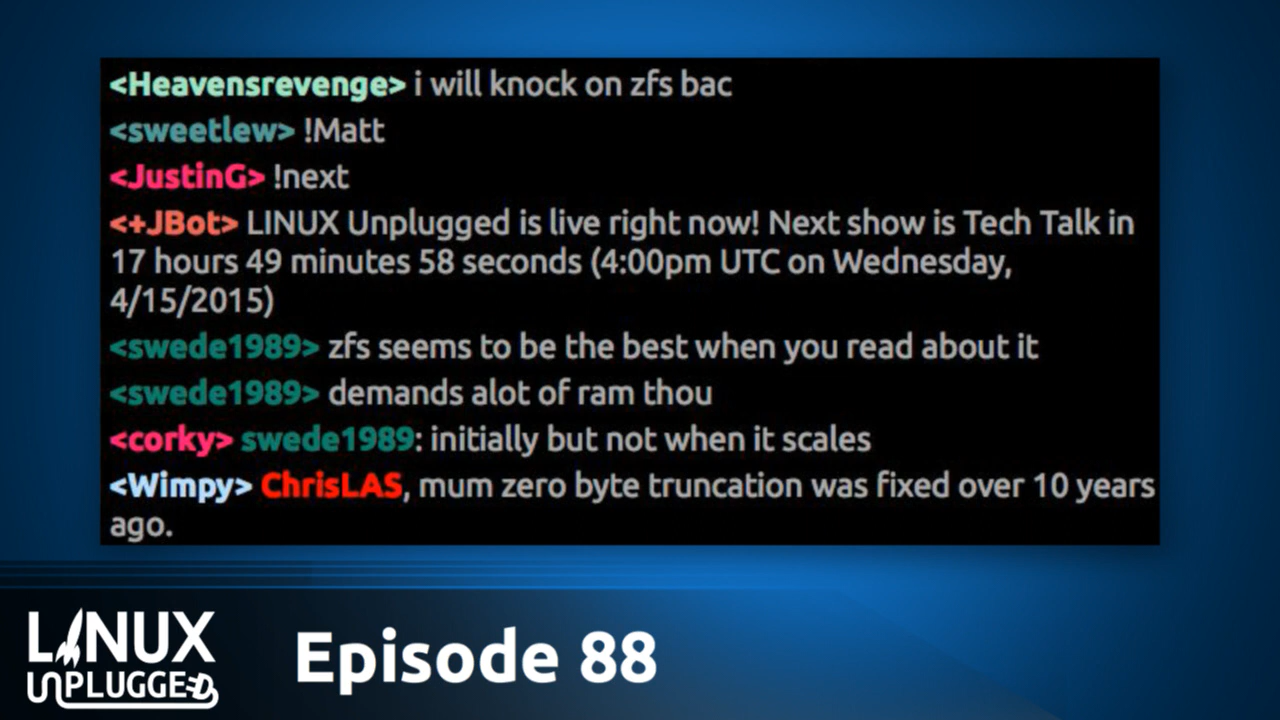 <Heavensrevenge> i will knock on zfs bac
<sweetlew> !Matt
<JustinG> !next
<+JBot> LINUX Unplugged is live right now! Next show is Tech Talk in
17 hours 49 minutes 58 seconds (4:00pm UTC on Wednesday,
4/15/2015)
<swede1989> zfs seems to be the best when you read about it
<swede1989> demands alot of ram thou
<corky> swede1989: initially but not when it scales
<Wimpy> ChrisLAS, mum zero byte truncation was fixed over 10 years
ago.
LINUX
UNPLUGGED
Episode 88